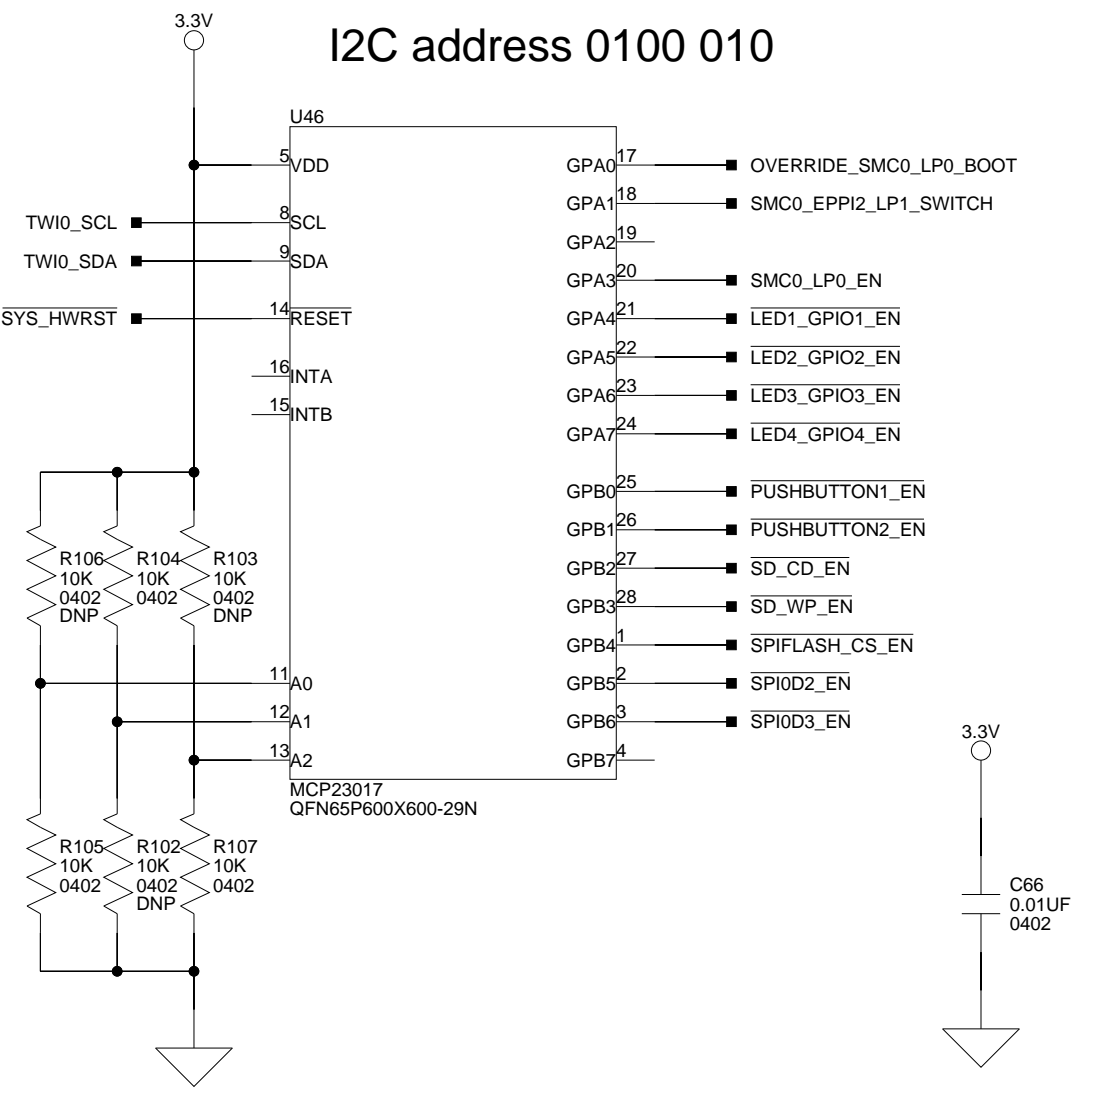 3.3V
I2C address 0100 010
U46
5 VDD
GPA0 17 OVERRIDE_SMC0_LP0_BOOT
GPA1 18 SMC0_EPPI2_LP1_SWITCH
TWI0_SCL 8 SCL
GPA2 19
TWI0_SDA 9 SDA
GPA3 20 SMC0_LP0_EN
SYS_HWRST 14 RESET
GPA4 21 LED1_GPIO1_EN
GPA5 22 LED2_GPIO2_EN
16 INTA
GPA6 23 LED3_GPIO3_EN
15 INTB
GPA7 24 LED4_GPIO4_EN
GPB0 25 PUSHBUTTON1_EN
GPB1 26 PUSHBUTTON2_EN
GPB2 27 SD_CD_EN
GPB3 28 SD_WP_EN
GPB4 1 SPIFLASH_CS_EN
GPB5 2 SPI0D2_EN
GPB6 3 SPI0D3_EN
GPB7 4
R106
10K
0402
DNP
R104
10K
0402
R103
10K
0402
DNP
11 A0
12 A1
13 A2
MCP23017
QFN65P600X600-29N
R105
10K
0402
R102
10K
0402
DNP
R107
10K
0402
3.3V
C66
0.01UF
0402